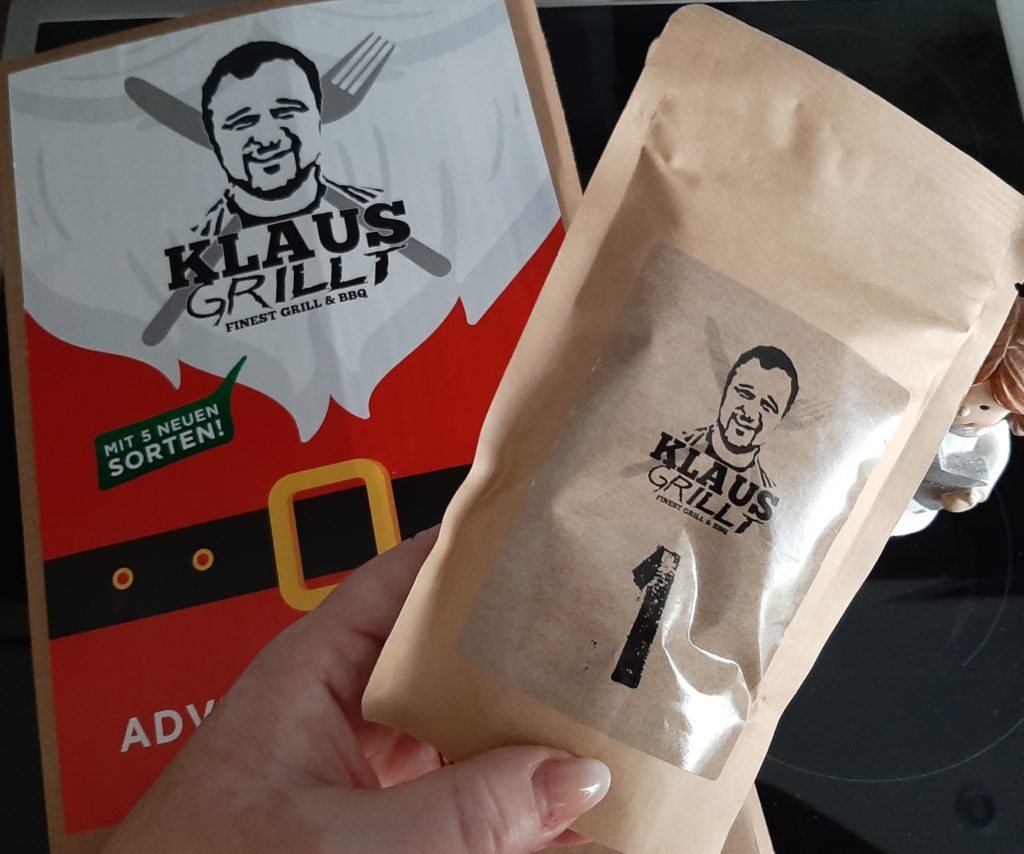 KLAUS
GRILLT
FINEST GRILL & BBQ
MIT 5 NEUEN
SORTEN!
KLAUS
GRILLT
FINEST GRILL & BBQ
1